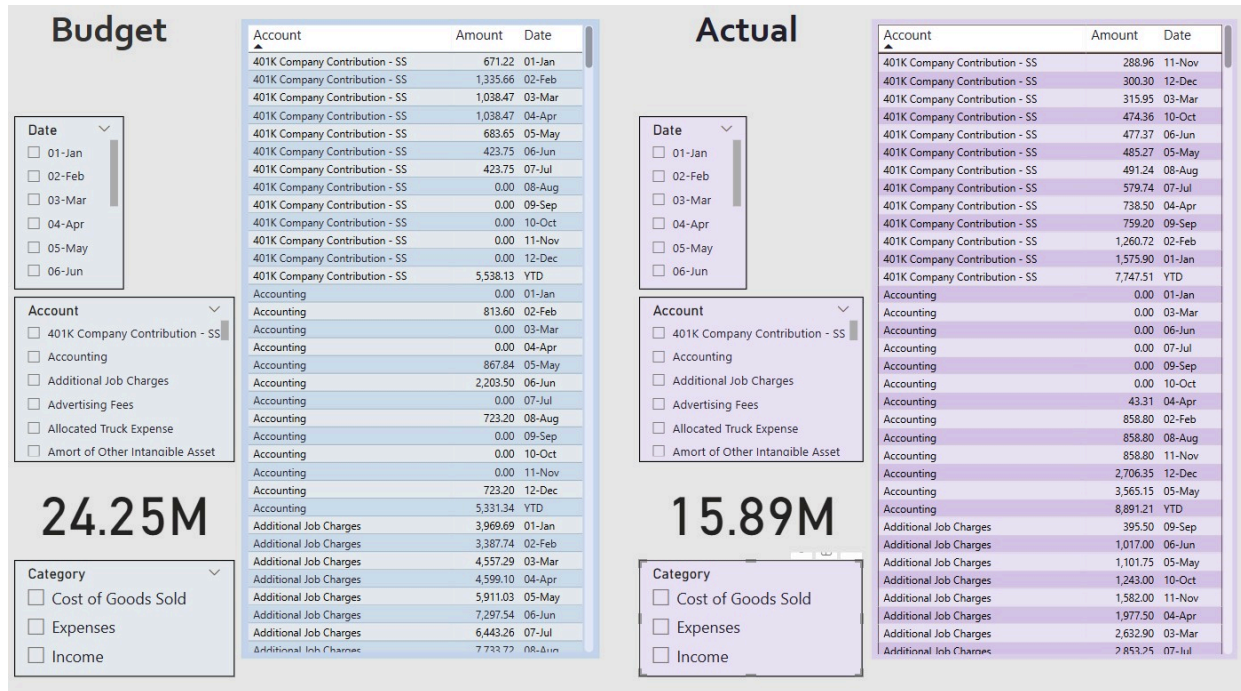 Budget
Date
01-Jan
02-Feb
03-Mar
04-Apr
05-May
06-Jun
Account
401K Company Contribution - SS
Accounting
Additional Job Charges
Advertising Fees
Allocated Truck Expense
Amort of Other Intangible Asset
24.25M
Category
Cost of Goods Sold
Expenses
Income
Account Amount Date
401K Company Contribution - SS 671.22 01-Jan
401K Company Contribution - SS 1,335.66 02-Feb
401K Company Contribution - SS 1,038.47 03-Mar
401K Company Contribution - SS 1,038.47 04-Apr
401K Company Contribution - SS 683.65 05-May
401K Company Contribution - SS 423.75 06-Jun
401K Company Contribution - SS 423.75 07-Jul
401K Company Contribution - SS 0.00 08-Aug
401K Company Contribution - SS 0.00 09-Sep
401K Company Contribution - SS 0.00 10-Oct
401K Company Contribution - SS 0.00 11-Nov
401K Company Contribution - SS 0.00 12-Dec
401K Company Contribution - SS 5,538.13 YTD
Accounting 0.00 01-Jan
Accounting 813.60 02-Feb
Accounting 0.00 03-Mar
Accounting 0.00 04-Apr
Accounting 867.84 05-May
Accounting 2,203.50 06-Jun
Accounting 0.00 07-Jul
Accounting 723.20 08-Aug
Accounting 0.00 09-Sep
Accounting 0.00 10-Oct
Accounting 0.00 11-Nov
Accounting 723.20 12-Dec
Accounting 5,331.34 YTD
Additional Job Charges 3,969.69 01-Jan
Additional Job Charges 3,387.74 02-Feb
Additional Job Charges 4,557.29 03-Mar
Additional Job Charges 4,599.10 04-Apr
Additional Job Charges 5,911.03 05-May
Additional Job Charges 7,297.54 06-Jun
Additional Job Charges 6,443.26 07-Jul
Additional Job Charges 7,733.72 08-Aug
Actual
Date
01-Jan
02-Feb
03-Mar
04-Apr
05-May
06-Jun
Account
401K Company Contribution - SS
Accounting
Additional Job Charges
Advertising Fees
Allocated Truck Expense
Amort of Other Intangible Asset
15.89M
Category
Cost of Goods Sold
Expenses
Income
Account Amount Date
401K Company Contribution - SS 288.96 11-Nov
401K Company Contribution - SS 300.30 12-Dec
401K Company Contribution - SS 315.95 03-Mar
401K Company Contribution - SS 474.36 10-Oct
401K Company Contribution - SS 477.37 06-Jun
401K Company Contribution - SS 485.27 05-May
401K Company Contribution - SS 491.24 08-Aug
401K Company Contribution - SS 579.74 07-Jul
401K Company Contribution - SS 738.50 04-Apr
401K Company Contribution - SS 759.20 09-Sep
401K Company Contribution - SS 1,260.72 02-Feb
401K Company Contribution - SS 1,575.90 01-Jan
401K Company Contribution - SS 7,747.51 YTD
Accounting 0.00 01-Jan
Accounting 0.00 03-Mar
Accounting 0.00 06-Jun
Accounting 0.00 07-Jul
Accounting 0.00 09-Sep
Accounting 0.00 10-Oct
Accounting 43.31 04-Apr
Accounting 858.80 02-Feb
Accounting 858.80 08-Aug
Accounting 858.80 11-Nov
Accounting 2,706.35 12-Dec
Accounting 3,565.15 05-May
Accounting 8,891.21 YTD
Additional Job Charges 395.50 09-Sep
Additional Job Charges 1,017.00 06-Jun
Additional Job Charges 1,101.75 05-May
Additional Job Charges 1,243.00 10-Oct
Additional Job Charges 1,582.00 11-Nov
Additional Job Charges 1,977.50 04-Apr
Additional Job Charges 2,632.90 03-Mar
Additional Job Charges 2,853.25 07-Jul